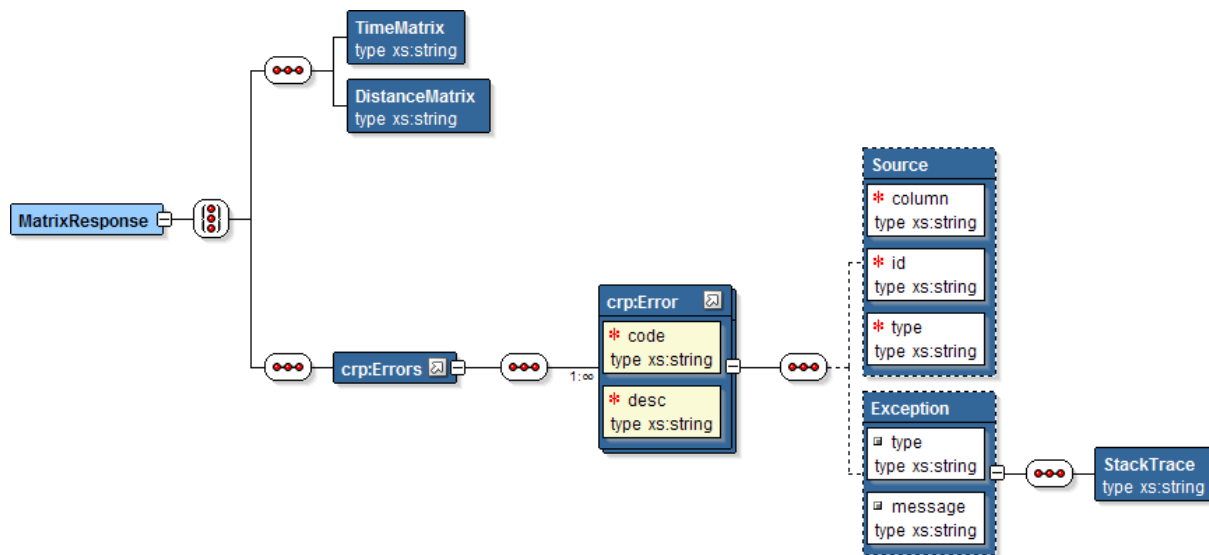 TimeMatrix
type xs:string
DistanceMatrix
type xs:string
MatrixResponse
crp:Errors
1:∞
crp:Error
* code
type xs:string
* desc
type xs:string
Source
* column
type xs:string
* id
type xs:string
* type
type xs:string
Exception
type
type xs:string
message
type xs:string
StackTrace
type xs:string